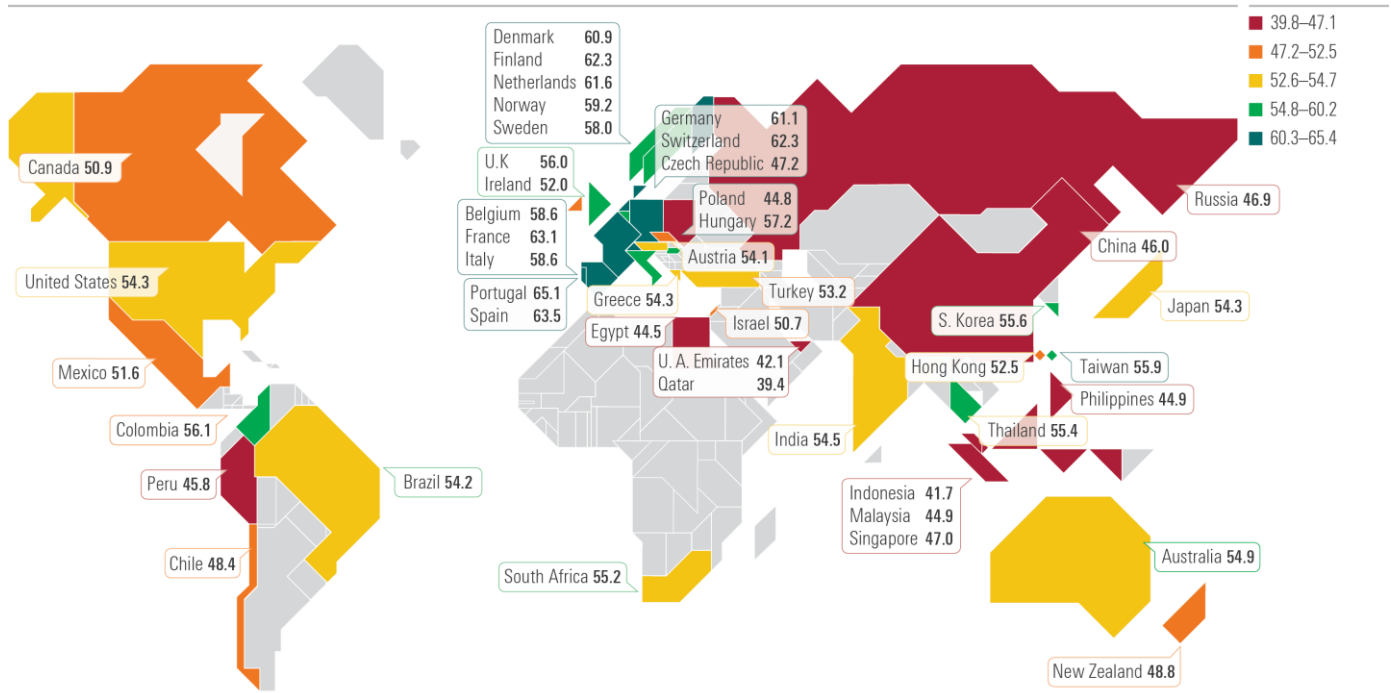 39.8–47.1
47.2–52.5
52.6–54.7
54.8–60.2
60.3–65.4
Denmark 60.9
Finland 62.3
Netherlands 61.6
Norway 59.2
Sweden 58.0
Germany 61.1
Switzerland 62.3
Czech Republic 47.2
Canada 50.9
U.K 56.0
Ireland 52.0
Poland 44.8
Hungary 57.2
Russia 46.9
Belgium 58.6
France 63.1
Italy 58.6
China 46.0
Austria 54.1
United States 54.3
Portugal 65.1
Spain 63.5
Greece 54.3
Turkey 53.2
Japan 54.3
S. Korea 55.6
Egypt 44.5
Israel 50.7
Mexico 51.6
U. A. Emirates 42.1
Qatar 39.4
Hong Kong 52.5
Taiwan 55.9
Philippines 44.9
Colombia 56.1
India 54.5
Thailand 55.4
Peru 45.8
Brazil 54.2
Indonesia 41.7
Malaysia 44.9
Singapore 47.0
Chile 48.4
South Africa 55.2
Australia 54.9
New Zealand 48.8